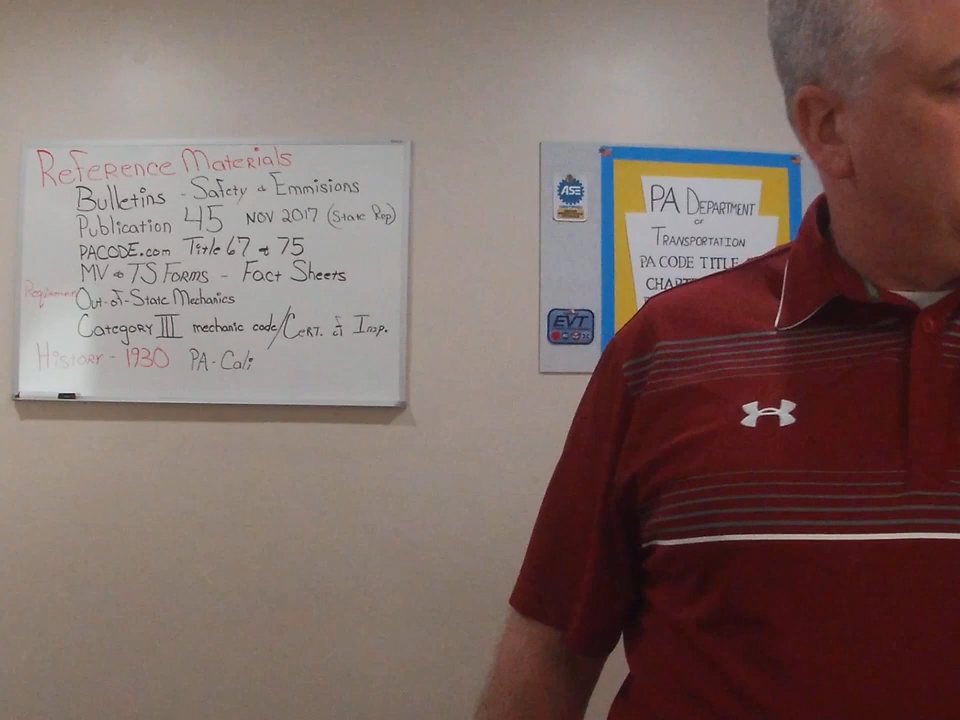 Reference Materials
Bulletins - Safety & Emmisions
Publication 45 NOV 2017 (State Rep)
PACODE.com Title 67 & 75
MV & TS Forms - Fact Sheets
Out-of-State Mechanics
Category III mechanic code/Cert. of Insp.
History - 1930 PA-Cali
ASE
PA DEPARTMENT
OF
TRANSPORTATION
PA CODE TITLE
EVT